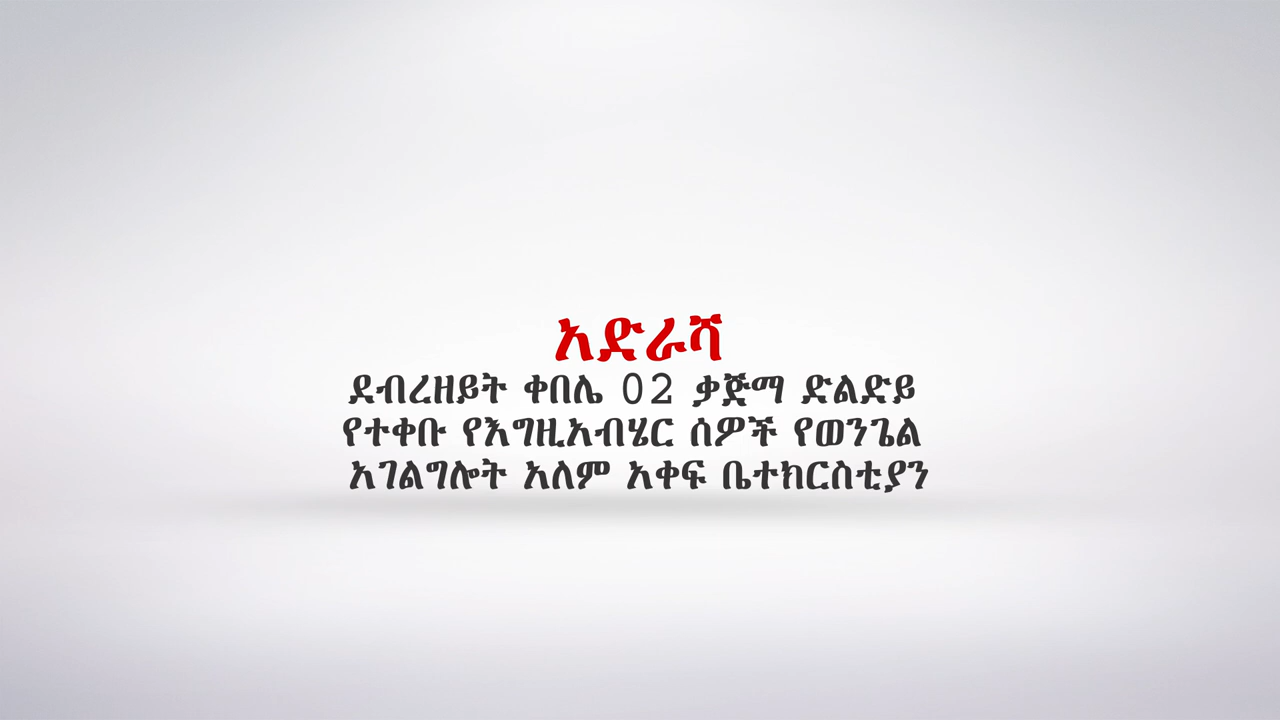 አድራሻ
ደብረዘይት ቀበሌ 02 ቃጅማ ድልድይ
የተቀቡ የእግዚአብሄር ሰዎች የወንጌል
አገልግሎት አለም አቀፍ ቤተክርስቲያን